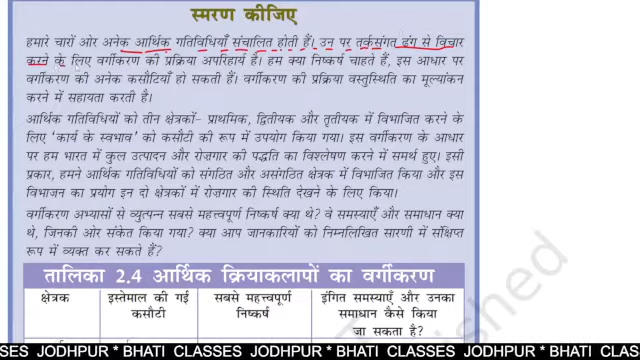 स्मरण कीजिए
हमारे चारों ओर अनेक आर्थिक गतिविधियाँ संचालित होती हैं। उन पर तर्कसंगत ढंग से विचार
करने के लिए वर्गीकरण की प्रक्रिया अपरिहार्य है। हम क्या निष्कर्ष चाहते हैं, इस आधार पर
वर्गीकरण की अनेक कसौटियाँ हो सकती हैं। वर्गीकरण की प्रक्रिया वस्तुस्थिति का मूल्यांकन
करने में सहायता करती है।
आर्थिक गतिविधियों को तीन क्षेत्रकों– प्राथमिक, द्वितीयक और तृतीयक में विभाजित करने के
लिए ‘कार्य के स्वभाव’ को कसौटी की रूप में उपयोग किया गया। इस वर्गीकरण के आधार
पर हम भारत में कुल उत्पादन और रोज़गार की पद्धति का विश्लेषण करने में समर्थ हुए। इसी
प्रकार, हमने आर्थिक गतिविधियों को संगठित और असंगठित क्षेत्रक में विभाजित किया और इस
विभाजन का प्रयोग इन दो क्षेत्रकों में रोज़गार की स्थिति देखने के लिए किया।
वर्गीकरण अभ्यासों से व्युत्पन्न सबसे महत्त्वपूर्ण निष्कर्ष क्या थे? वे समस्याएँ और समाधान क्या
थे, जिनकी ओर संकेत किया गया? क्या आप जानकारियों को निम्नलिखित सारणी में संक्षिप्त
रूप में व्यक्त कर सकते हैं?
तालिका 2.4 आर्थिक क्रियाकलापों का वर्गीकरण
क्षेत्रक इस्तेमाल की गई सबसे महत्त्वपूर्ण इंगित समस्याएँ और उनका
कसौटी निष्कर्ष समाधान कैसे किया
जा सकता है?
SSES JODHPUR * BHATI CLASSES JODHPUR * BHATI CLASSES JODHPUR * BHATI CLASSES